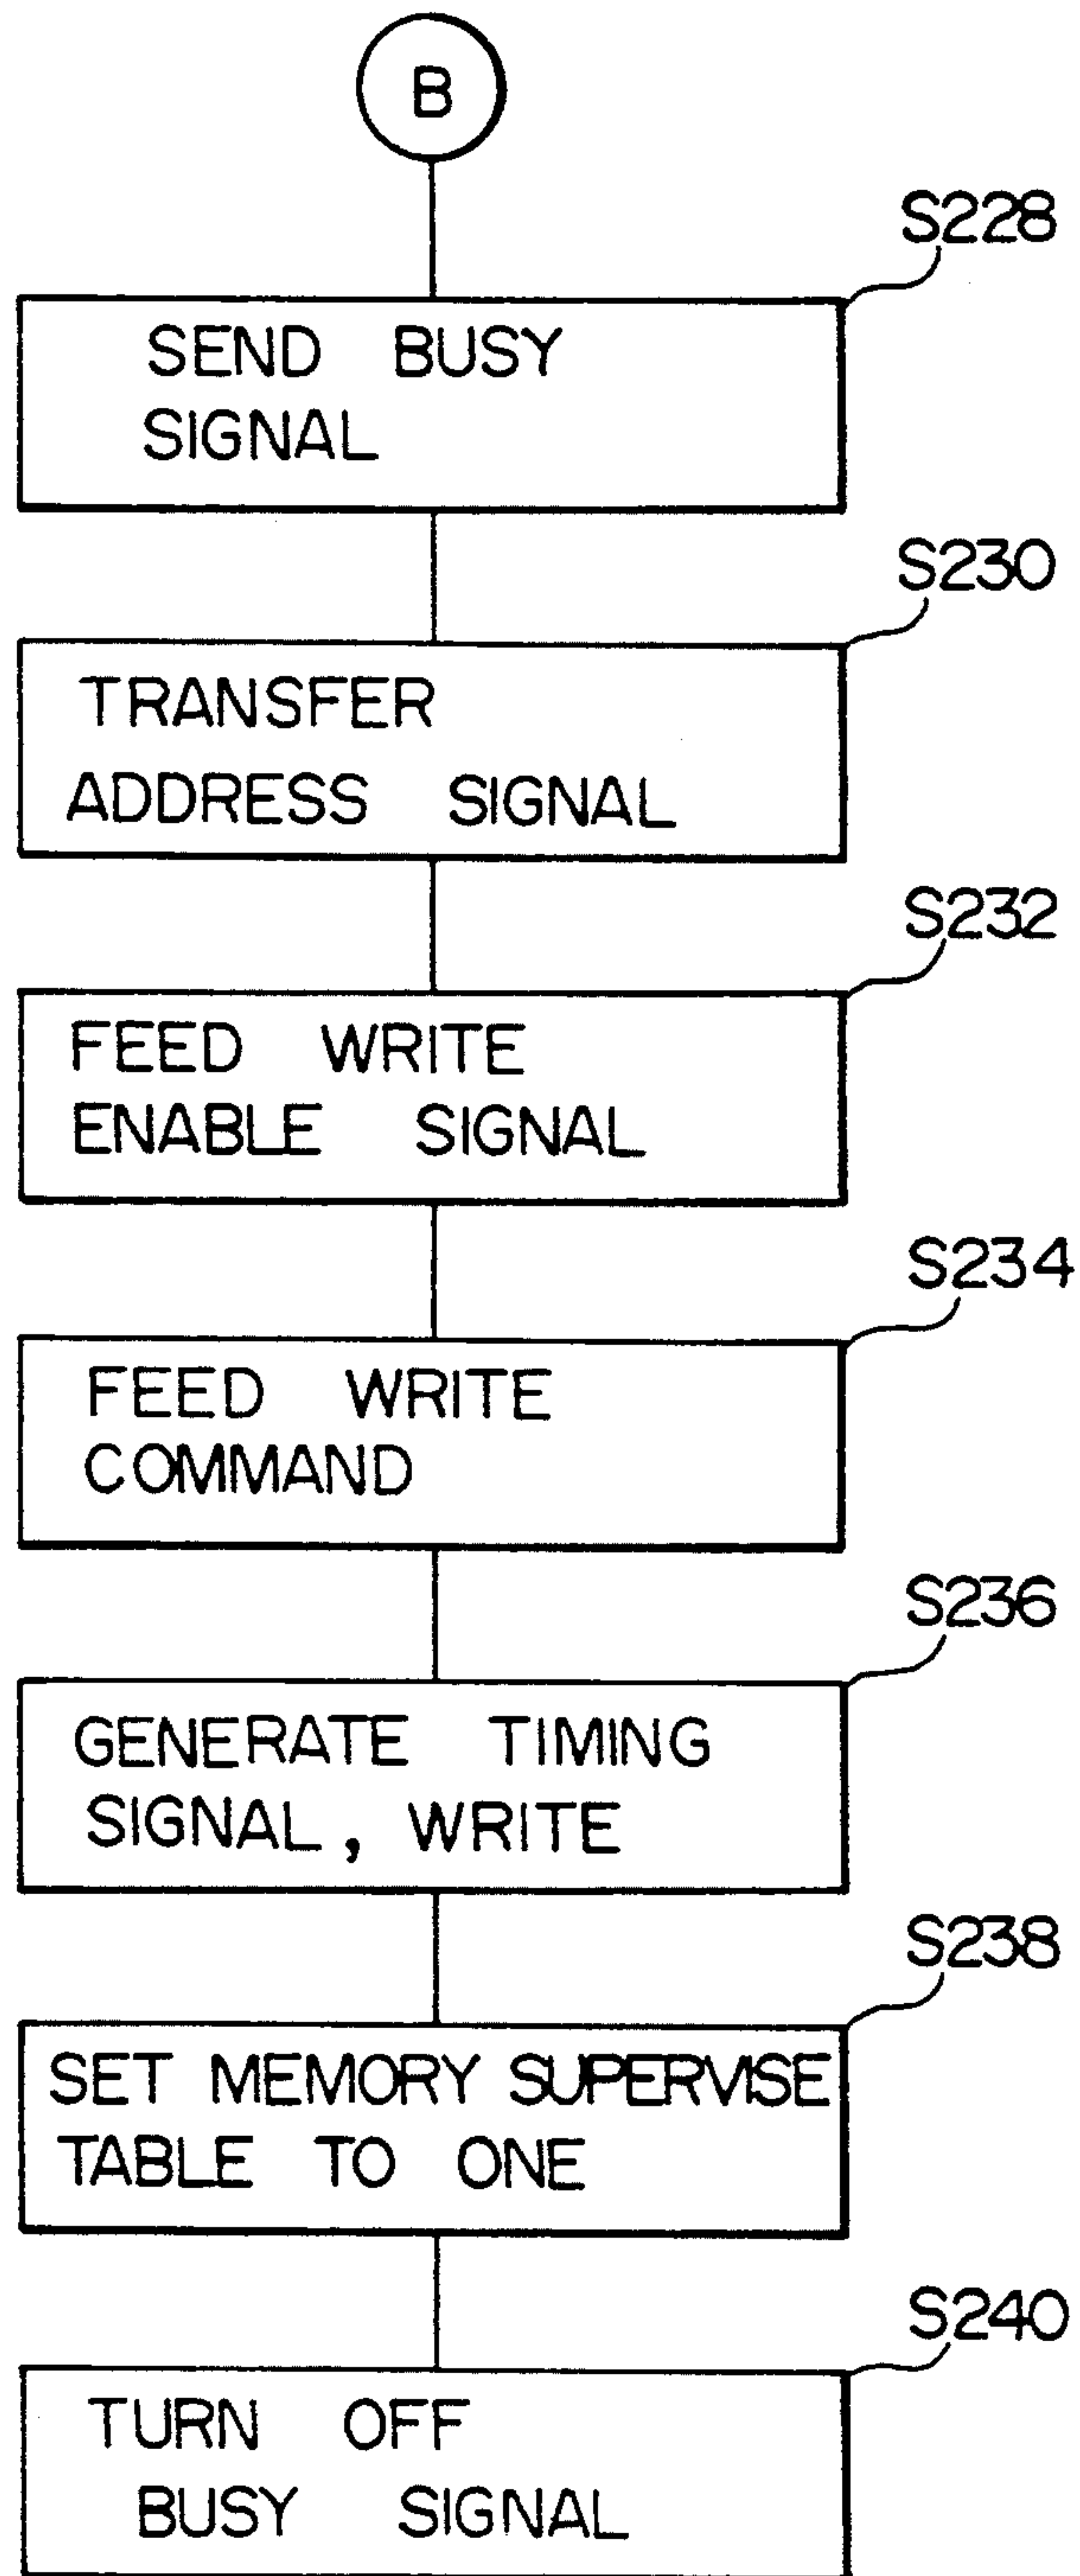 B
S228
SEND BUSY
SIGNAL
S230
TRANSFER
ADDRESS SIGNAL
S232
FEED WRITE
ENABLE SIGNAL
S234
FEED WRITE
COMMAND
S236
GENERATE TIMING
SIGNAL, WRITE
S238
SET MEMORY SUPERVISE
TABLE TO ONE
S240
TURN OFF
BUSY SIGNAL